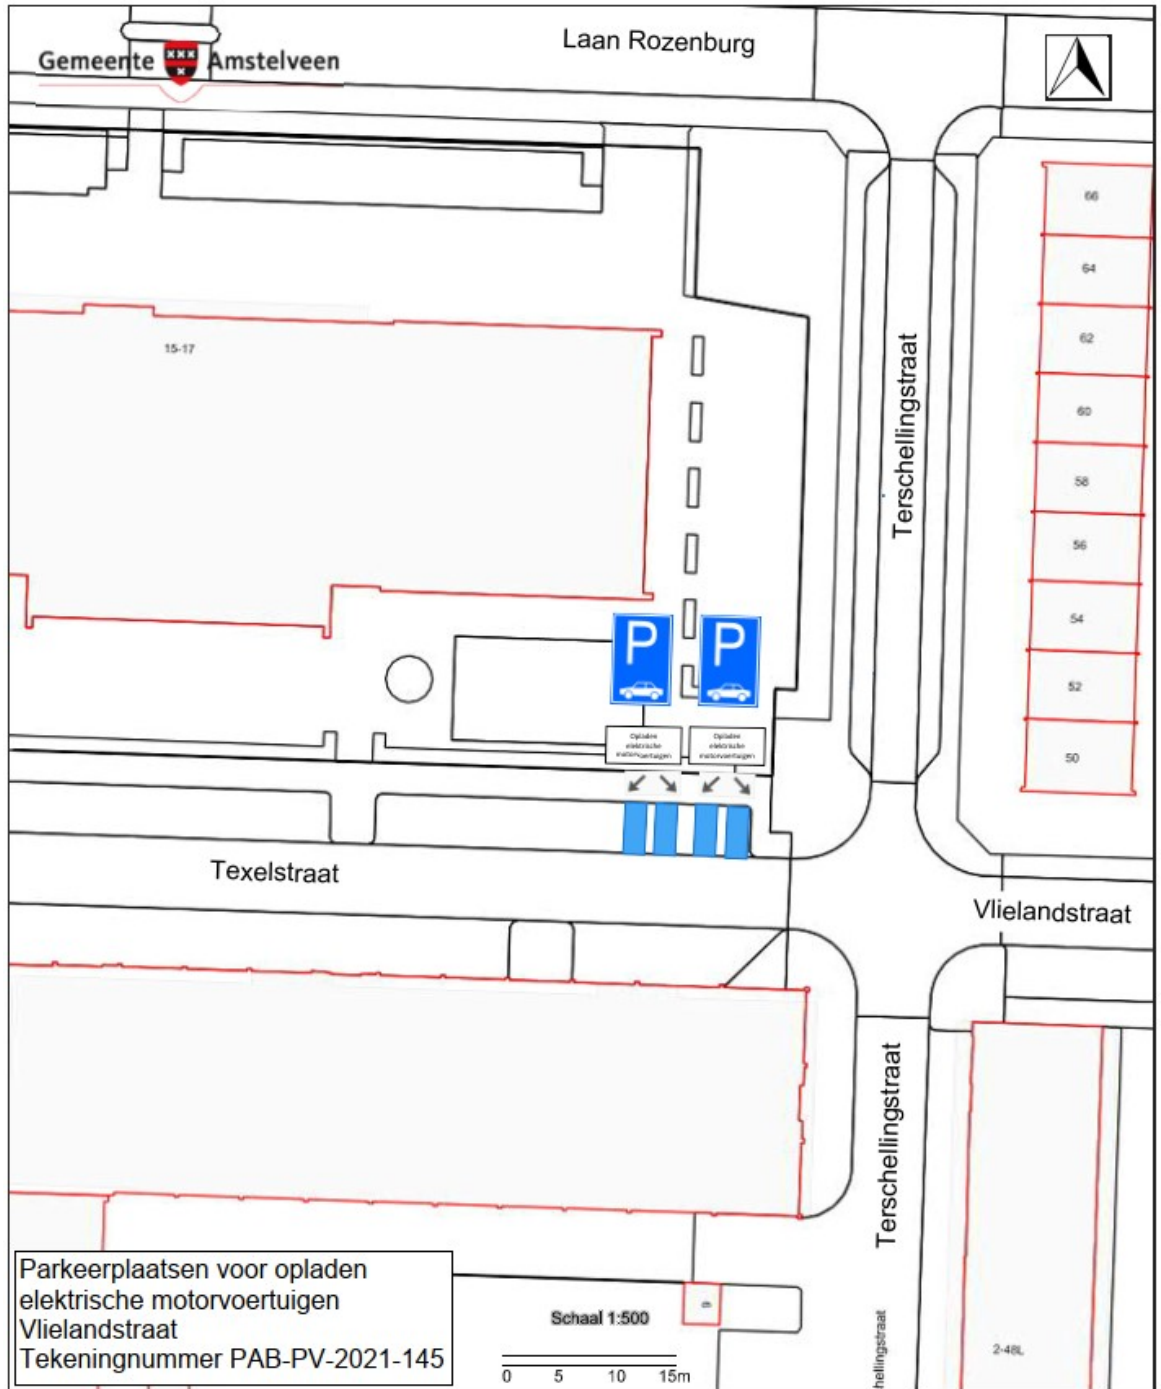 Laan Rozenburg
Gemeente Amstelveen
66
64
15-17
62
Terschellingstraat
60
58
56
54
P P
52
Opladen
elektrische
motorvoertuigen
Opladen
elektrische
motorvoertuigen
50
Texelstraat
Vlielandstraat
Terschellingstraat
Parkeerplaatsen voor opladen
elektrische motorvoertuigen
Vlielandstraat
Tekeningnummer PAB-PV-2021-145
Schaal 1:500
0 5 10 15m
hellingstraat
2-48L